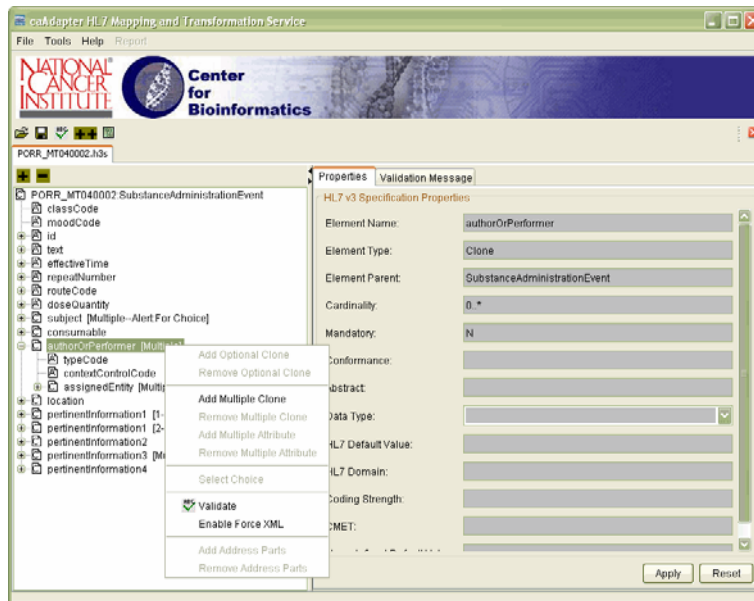 caAdapter HL7 Mapping and Transformation Service
File Tools Help Report
NATIONAL CANCER INSTITUTE
Center for Bioinformatics
PORR_MT040002.h3s
PORR_MT040002.SubstanceAdministrationEvent
classCode
moodCode
id
text
effectiveTime
repeatNumber
routeCode
doseQuantity
subject [Multiple--Alert For Choice]
consumable
authorOrPerformer [Multiple]
typeCode
contextControlCode
assignedEntity [Multip
location
pertinentInformation1 [1-
pertinentInformation1 [2-
pertinentInformation2
pertinentInformation3 [Mu
pertinentInformation4
Add Optional Clone
Remove Optional Clone
Add Multiple Clone
Remove Multiple Clone
Add Multiple Attribute
Remove Multiple Attribute
Select Choice
Validate
Enable Force XML
Add Address Parts
Remove Address Parts
Properties Validation Message
HL7 v3 Specification Properties
Element Name: authorOrPerformer
Element Type: Clone
Element Parent: SubstanceAdministrationEvent
Cardinality: 0..*
Mandatory: N
Conformance:
Abstract:
Data Type:
HL7 Default Value:
HL7 Domain:
Coding Strength:
CMET:
Apply Reset